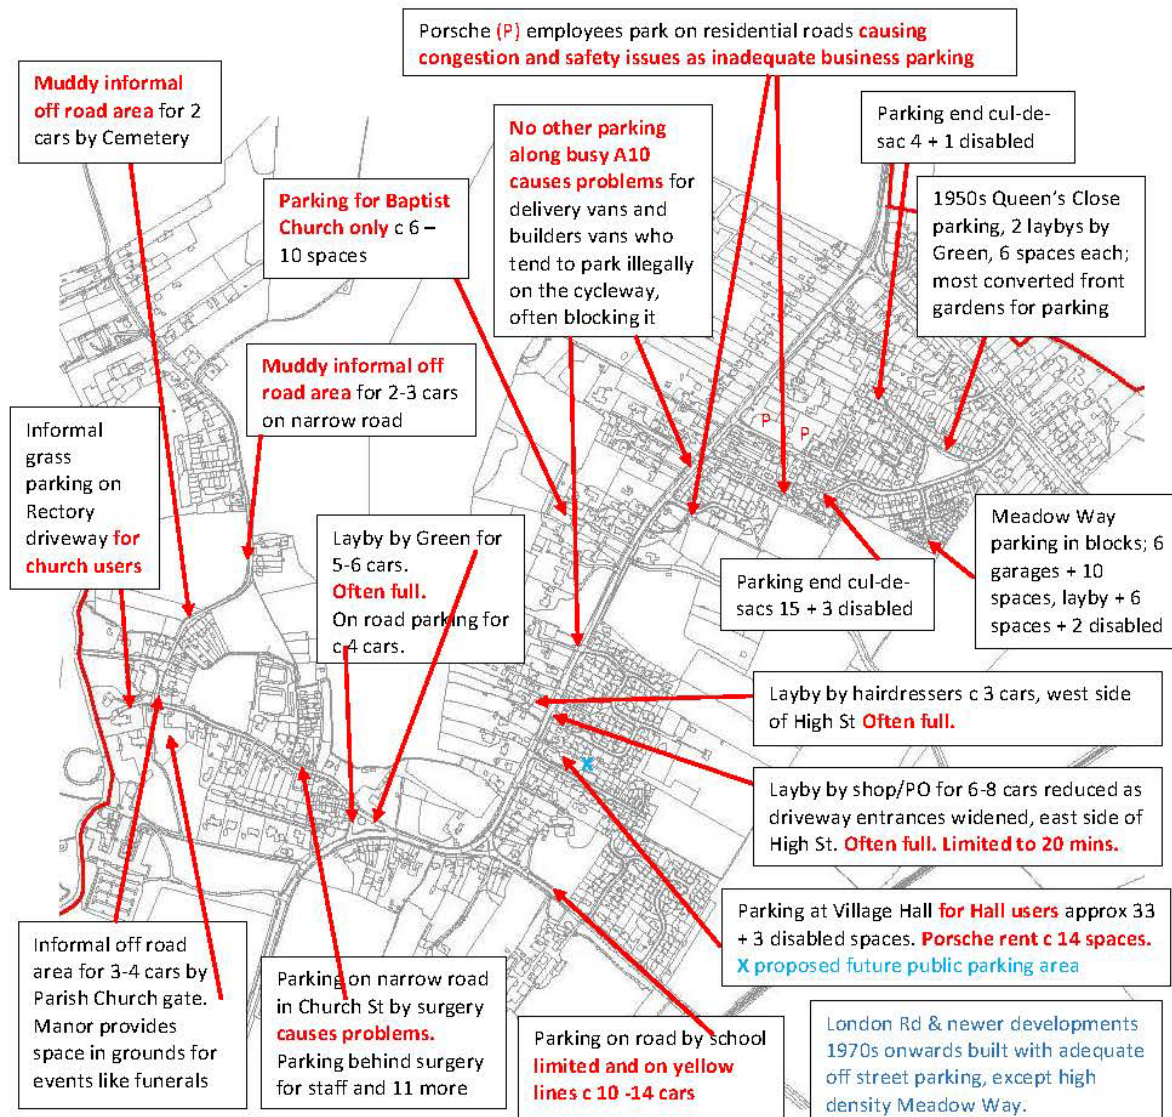 Porsche (P) employees park on residential roads causing
congestion and safety issues as inadequate business parking
Muddy informal
off road area for 2
cars by Cemetery
No other parking
along busy A10
causes problems for
delivery vans and
builders vans who
tend to park illegally
on the cycleway,
often blocking it
Parking end cul-de-
sac 4 + 1 disabled
Parking for Baptist
Church only c 6 –
10 spaces
1950s Queen's Close
parking, 2 laybys by
Green, 6 spaces each;
most converted front
gardens for parking
Muddy informal off
road area for 2-3 cars
on narrow road
Informal
grass
parking on
Rectory
driveway for
church users
P
P
Layby by Green for
5-6 cars.
Often full.
On road parking for
c 4 cars.
Parking end cul-de-
sacs 15 + 3 disabled
Meadow Way
parking in blocks; 6
garages + 10
spaces, layby + 6
spaces + 2 disabled
Layby by hairdressers c 3 cars, west side
of High St Often full.
X
Layby by shop/PO for 6-8 cars reduced as
driveway entrances widened, east side of
High St. Often full. Limited to 20 mins.
Parking at Village Hall for Hall users approx 33
+ 3 disabled spaces. Porsche rent c 14 spaces.
X proposed future public parking area
Informal off road
area for 3-4 cars by
Parish Church gate.
Manor provides
space in grounds for
events like funerals
Parking on narrow road
in Church St by surgery
causes problems.
Parking behind surgery
for staff and 11 more
Parking on road by school
limited and on yellow
lines c 10 -14 cars
London Rd & newer developments
1970s onwards built with adequate
off street parking, except high
density Meadow Way.